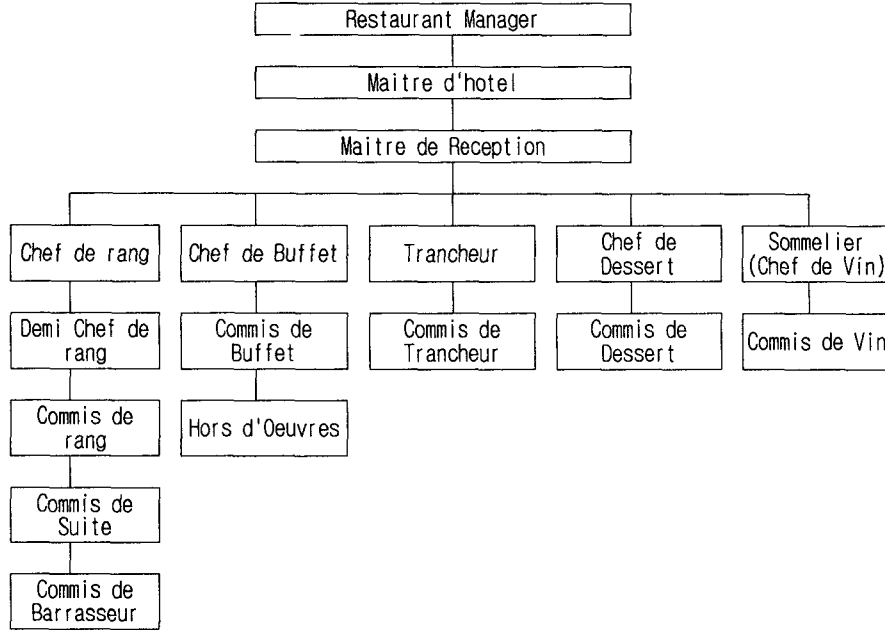 Restaurant Manager
Maitre d'hotel
Maitre de Reception
Chef de rang
Chef de Buffet
Trancheur
Chef de
Dessert
Sommelier
(Chef de Vin)
Demi Chef de
rang
Commis de
Buffet
Commis de
Trancheur
Commis de
Dessert
Commis de Vin
Commis de
rang
Hors d'Oeuvres
Commis de
Suite
Commis de
Barrasseur